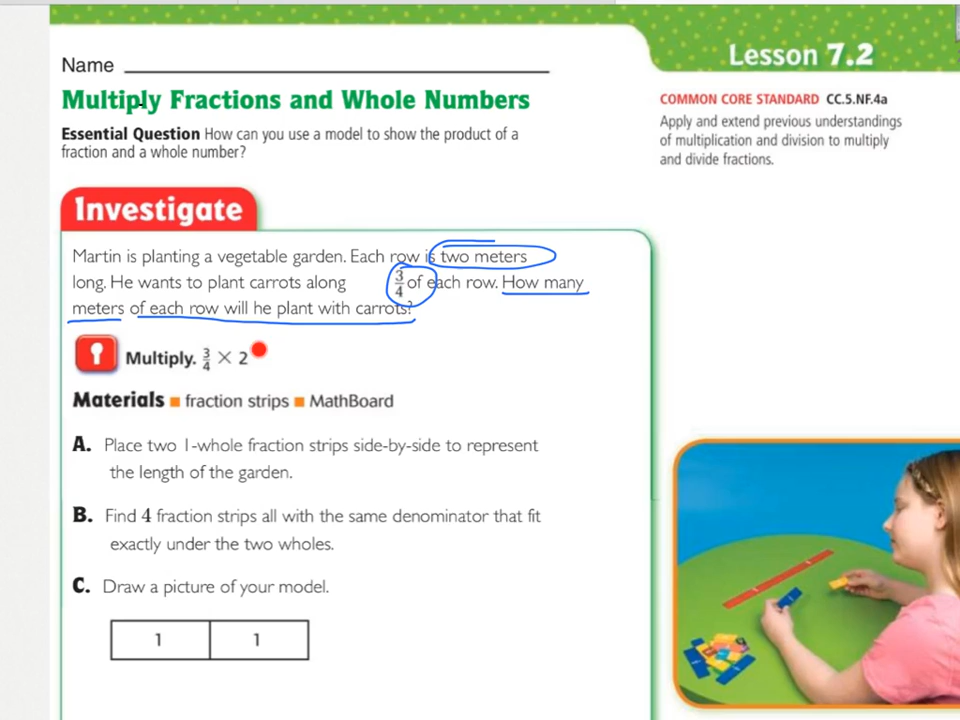 Lesson 7.2
Name
Multiply Fractions and Whole Numbers
COMMON CORE STANDARD CC.5.NF.4a
Essential Question How can you use a model to show the product of a
fraction and a whole number?
Apply and extend previous understandings
of multiplication and division to multiply
and divide fractions.
Investigate
Martin is planting a vegetable garden. Each row is two meters
long. He wants to plant carrots along 3/4 of each row. How many
meters of each row will he plant with carrots?
Multiply. 3/4 × 2
Materials ■ fraction strips ■ MathBoard
A. Place two 1-whole fraction strips side-by-side to represent
the length of the garden.
B. Find 4 fraction strips all with the same denominator that fit
exactly under the two wholes.
C. Draw a picture of your model.
1 1